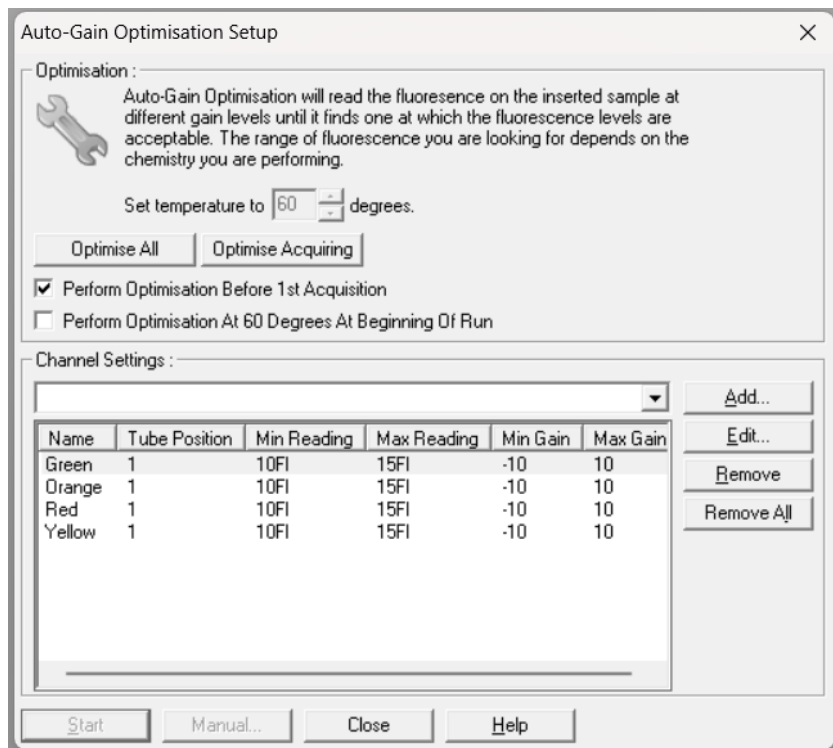 Auto-Gain Optimisation Setup
Optimisation :
Auto-Gain Optimisation will read the fluoresence on the inserted sample at
different gain levels until it finds one at which the fluorescence levels are
acceptable. The range of fluorescence you are looking for depends on the
chemistry you are performing.
Set temperature to 60 degrees.
Optimise All Optimise Acquiring
Perform Optimisation Before 1st Acquisition
Perform Optimisation At 60 Degrees At Beginning Of Run
Channel Settings :
Add...
Edit...
Remove
Remove All
Name Tube Position Min Reading Max Reading Min Gain Max Gain
Green 1 10Fl 15Fl -10 10
Orange 1 10Fl 15Fl -10 10
Red 1 10Fl 15Fl -10 10
Yellow 1 10Fl 15Fl -10 10
Start Manual... Close Help